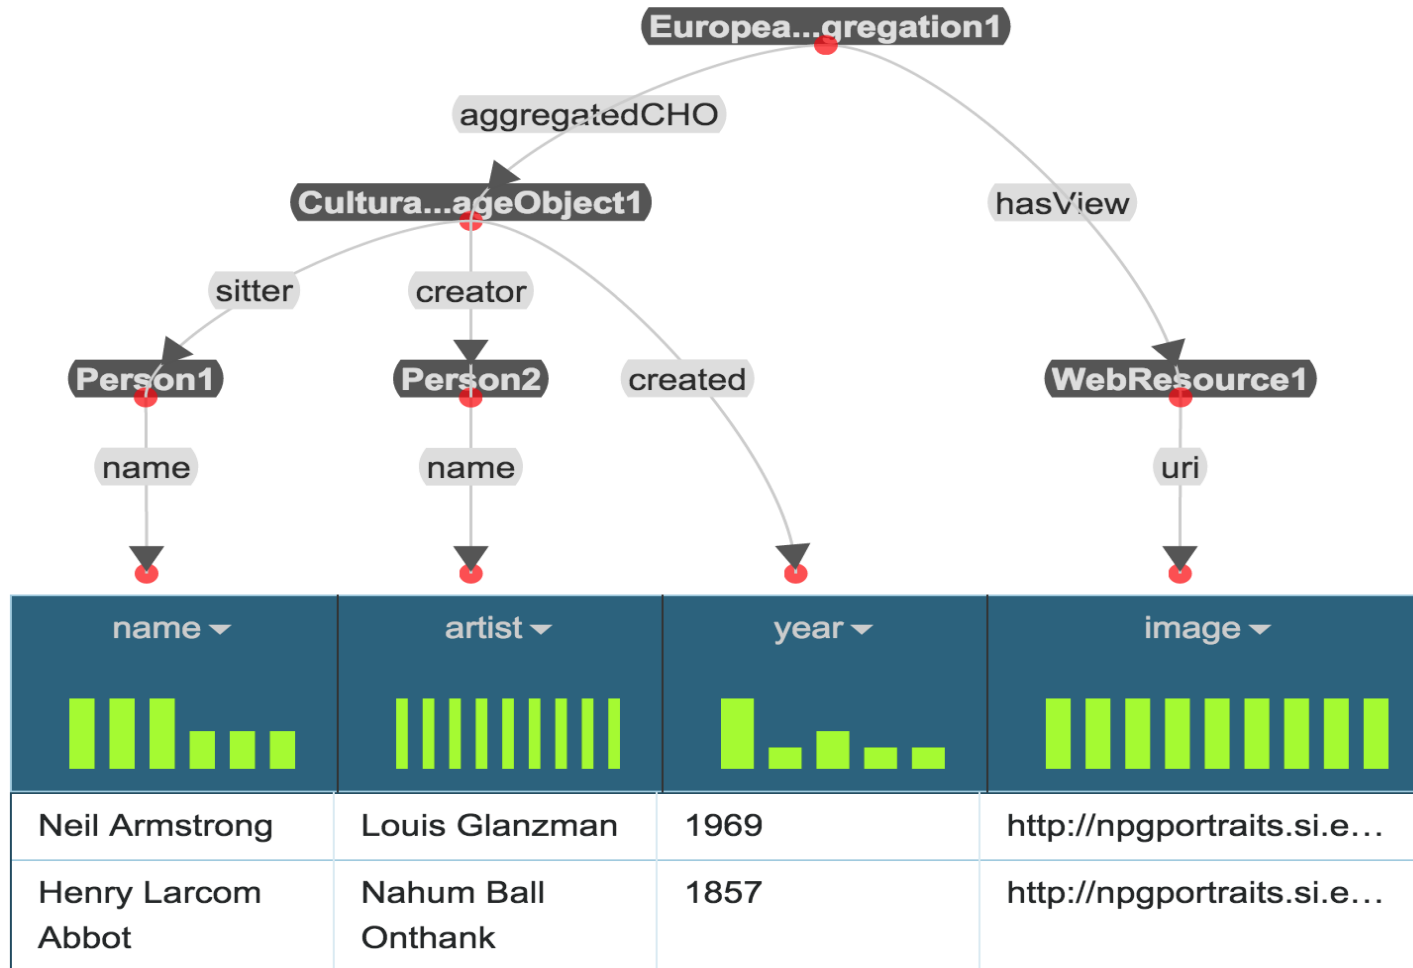 Europea...gregation1
aggregatedCHO
Cultura...ageObject1
hasView
sitter
creator
Person1
Person2
created
WebResource1
name
name
uri
name
artist
year
image
Neil Armstrong
Louis Glanzman
1969
http://npgportraits.si.e...
Henry Larcom
Abbot
Nahum Ball
Onthank
1857
http://npgportraits.si.e...